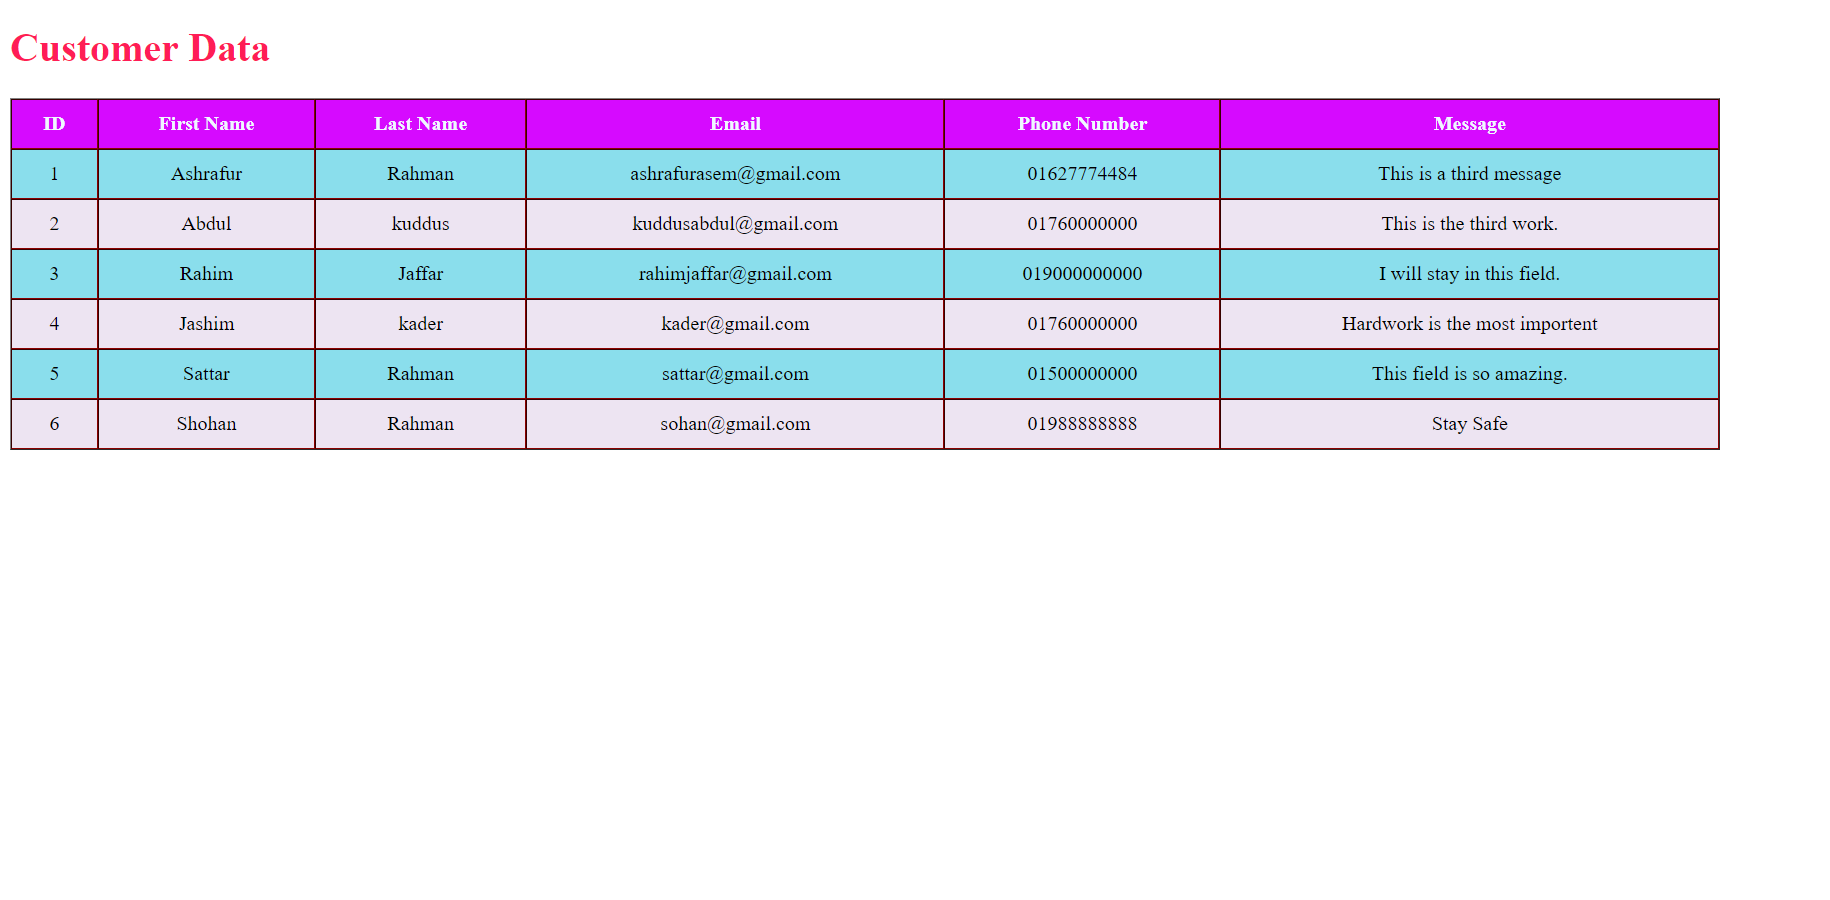 Customer Data
ID First Name Last Name Email Phone Number Message
1 Ashrafur Rahman ashrafurasem@gmail.com 01627774484 This is a third message
2 Abdul kuddus kuddusabdul@gmail.com 01760000000 This is the third work.
3 Rahim Jaffar rahimjaffar@gmail.com 019000000000 I will stay in this field.
4 Jashim kader kader@gmail.com 01760000000 Hardwork is the most importent
5 Sattar Rahman sattar@gmail.com 01500000000 This field is so amazing.
6 Shohan Rahman sohan@gmail.com 01988888888 Stay Safe